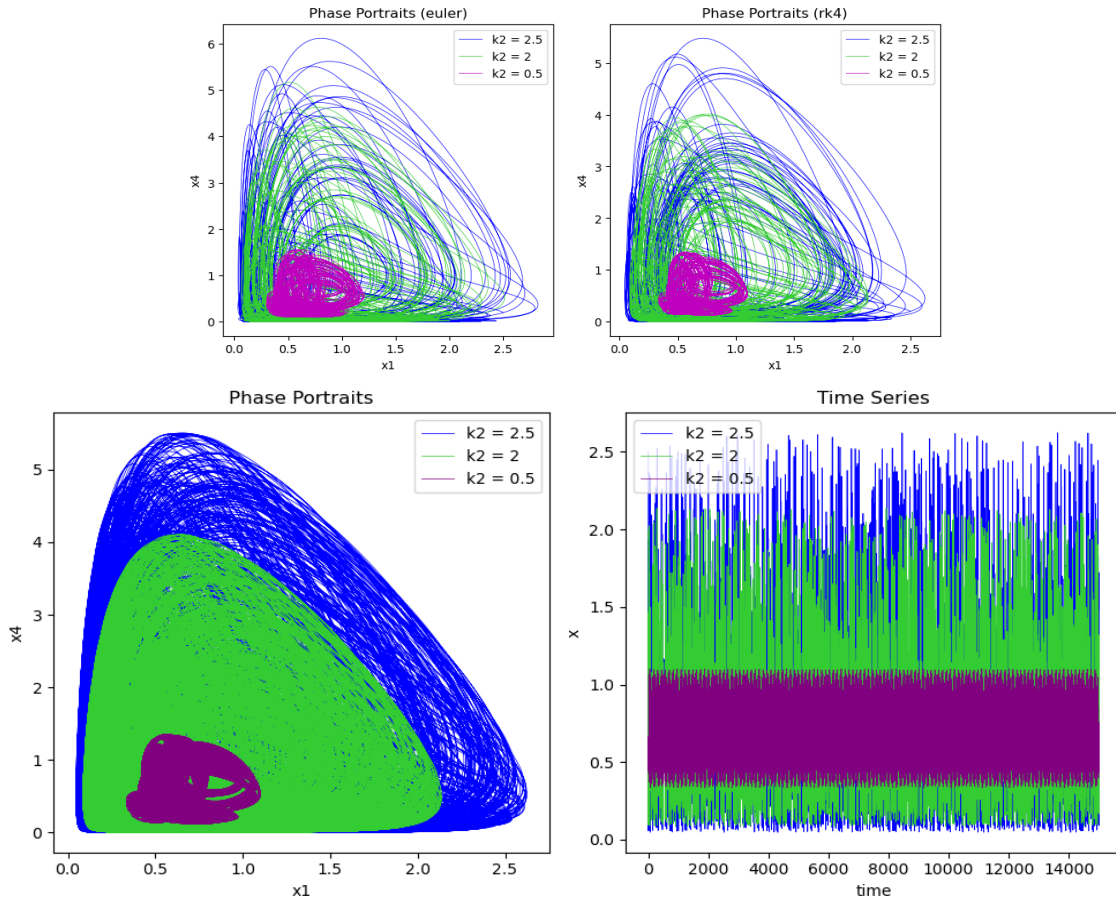 Phase Portraits (euler)
6
5
4
3
2
1
0
x4
0.0 0.5 1.0 1.5 2.0 2.5
x1
k2 = 2.5
k2 = 2
k2 = 0.5
Phase Portraits (rk4)
5
4
3
2
1
0
x4
0.0 0.5 1.0 1.5 2.0 2.5
x1
k2 = 2.5
k2 = 2
k2 = 0.5
Phase Portraits
5
4
3
2
1
0
x4
0.0 0.5 1.0 1.5 2.0 2.5
x1
k2 = 2.5
k2 = 2
k2 = 0.5
Time Series
2.5
2.0
1.5
1.0
0.5
0.0
x
0 2000 4000 6000 8000 10000 12000 14000
time
k2 = 2.5
k2 = 2
k2 = 0.5